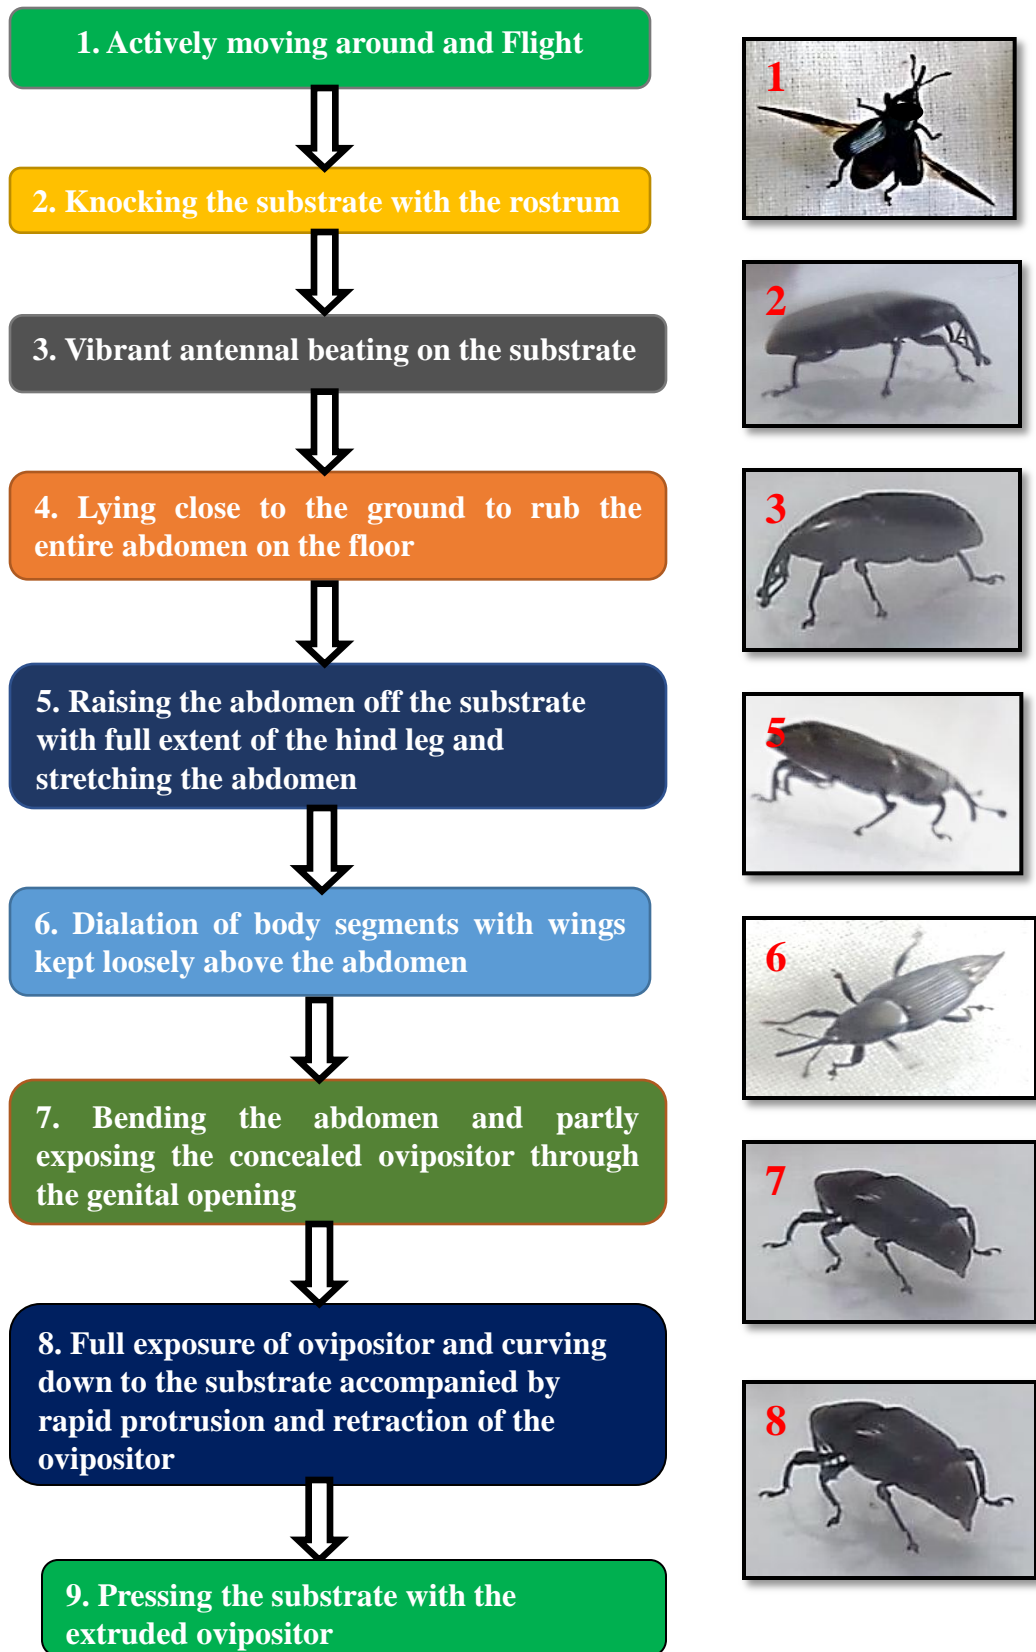 1. Actively moving around and Flight
2. Knocking the substrate with the rostrum
3. Vibrant antennal beating on the substrate
4. Lying close to the ground to rub the
entire abdomen on the floor
5. Raising the abdomen off the substrate
with full extent of the hind leg and
stretching the abdomen
6. Dialation of body segments with wings
kept loosely above the abdomen
7. Bending the abdomen and partly
exposing the concealed ovipositor through
the genital opening
8. Full exposure of ovipositor and curving
down to the substrate accompanied by
rapid protrusion and retraction of the
ovipositor
9. Pressing the substrate with the
extruded ovipositor
1
2
3
5
6
7
8